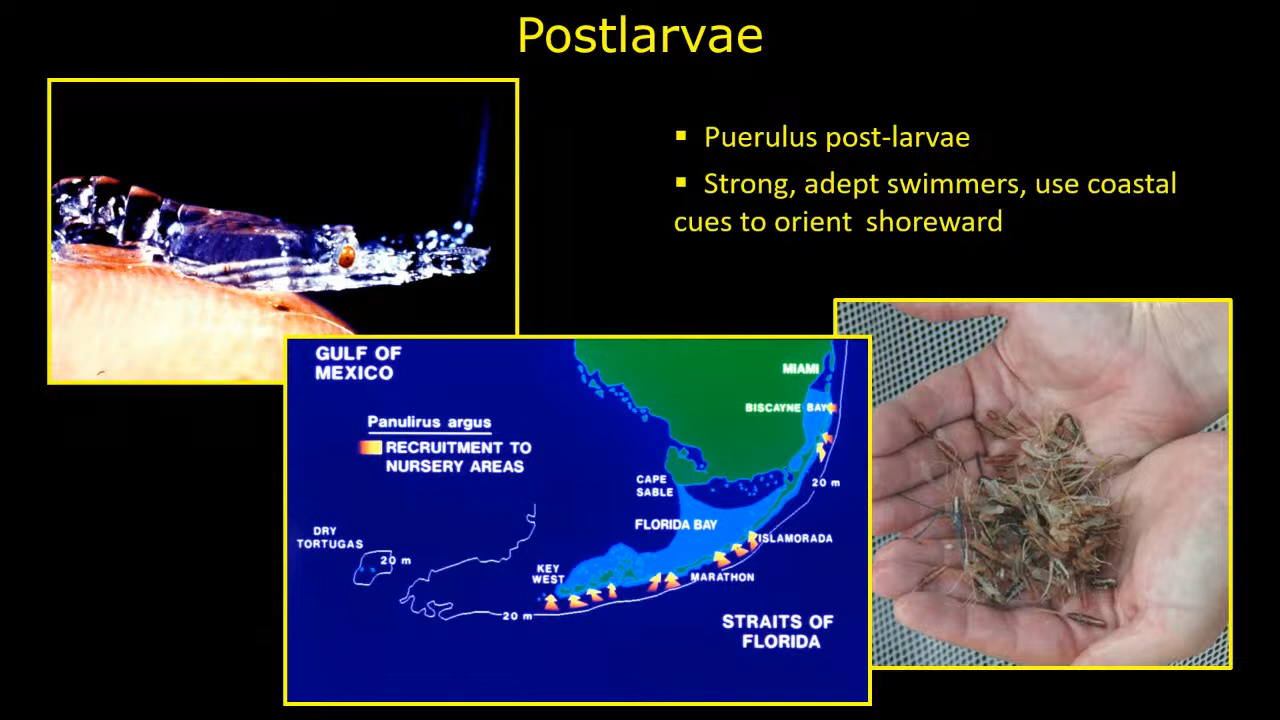 Postlarvae
▪ Puerulus post-larvae
▪ Strong, adept swimmers, use coastal
cues to orient  shoreward
GULF OF
MEXICO
Panulirus argus
RECRUITMENT TO
NURSERY AREAS
MIAMI
BISCAYNE BAY
20 m
CAPE
SABLE
FLORIDA BAY
DRY
TORTUGAS
20 m
ISLAMORADA
KEY
WEST
MARATHON
20 m
STRAITS OF
FLORIDA